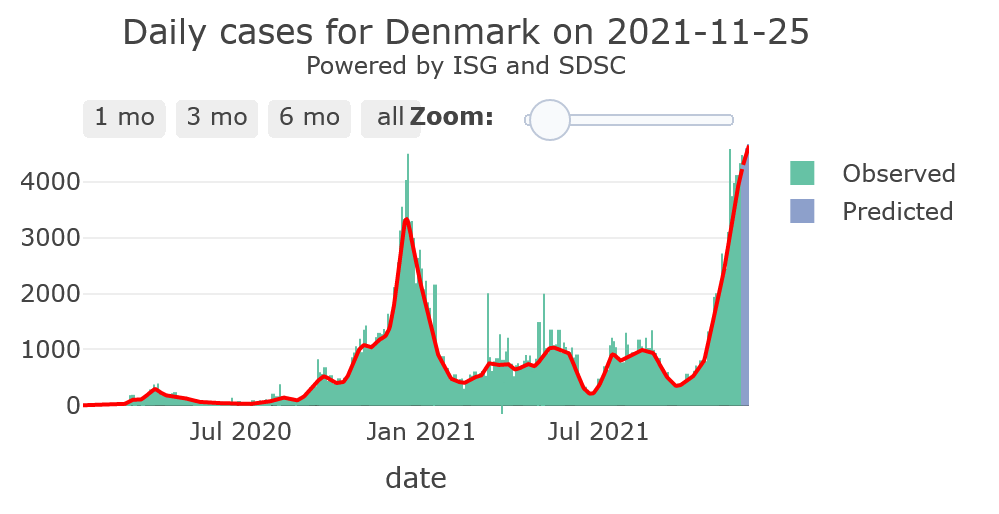 Daily cases for Denmark on 2021-11-25
Powered by ISG and SDSC
1 mo 3 mo 6 mo all Zoom:
4000
3000
2000
1000
0
Observed
Predicted
Jul 2020 Jan 2021 Jul 2021
date